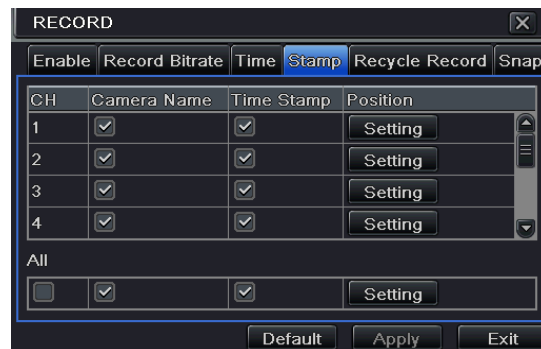 RECORD
Enable Record Bitrate Time Stamp Recycle Record Snap
CH Camera Name Time Stamp Position
1 Setting
2 Setting
3 Setting
4 Setting
All
Setting
Default Apply Exit